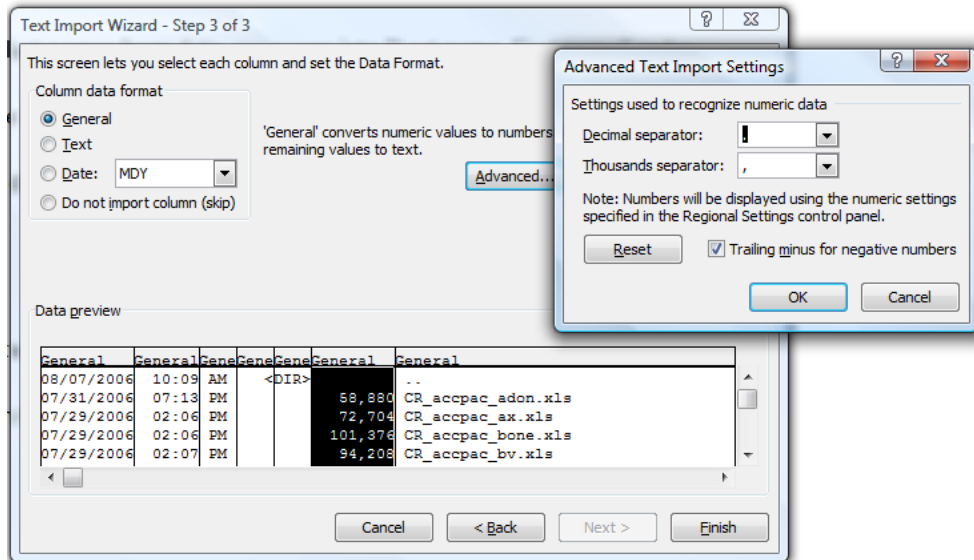 Text Import Wizard - Step 3 of 3
This screen lets you select each column and set the Data Format.
Column data format
General
Text
Date: MDY
Do not import column (skip)
'General' converts numeric values to numbers
remaining values to text.
Advanced...
Data preview
General General Gene Gene Gene General General
08/07/2006 10:09 AM <DIR> ..
07/31/2006 07:13 PM 58,880 CR_accpac_adon.xls
07/29/2006 02:06 PM 72,704 CR_accpac_ax.xls
07/29/2006 02:06 PM 101,376 CR_accpac_bone.xls
07/29/2006 02:07 PM 94,208 CR_accpac_bv.xls
Cancel < Back Next > Finish
Advanced Text Import Settings
Settings used to recognize numeric data
Decimal separator: .
Thousands separator: ,
Note: Numbers will be displayed using the numeric settings
specified in the Regional Settings control panel.
Reset Trailing minus for negative numbers
OK Cancel